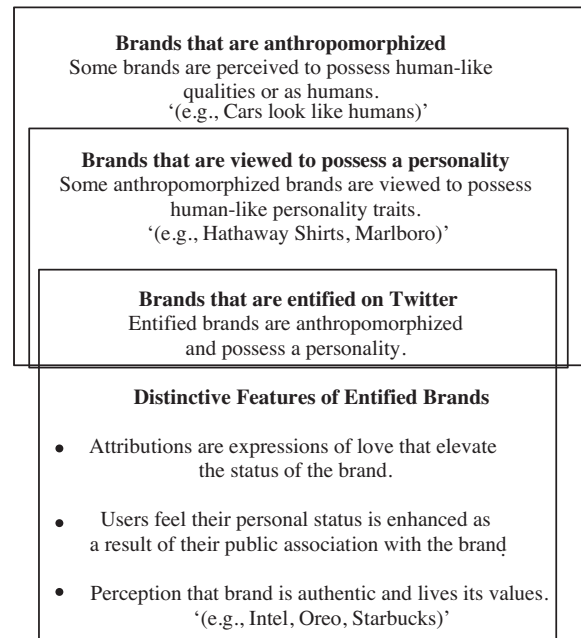 Brands that are anthropomorphized
Some brands are perceived to possess human-like
qualities or as humans.
‘(e.g., Cars look like humans)’
Brands that are viewed to possess a personality
Some anthropomorphized brands are viewed to possess
human-like personality traits.
‘(e.g., Hathaway Shirts, Marlboro)’
Brands that are entified on Twitter
Entified brands are anthropomorphized
and possess a personality.
Distinctive Features of Entified Brands
• Attributions are expressions of love that elevate
the status of the brand.
• Users feel their personal status is enhanced as
a result of their public association with the brand
• Perception that brand is authentic and lives its values.
‘(e.g., Intel, Oreo, Starbucks)’